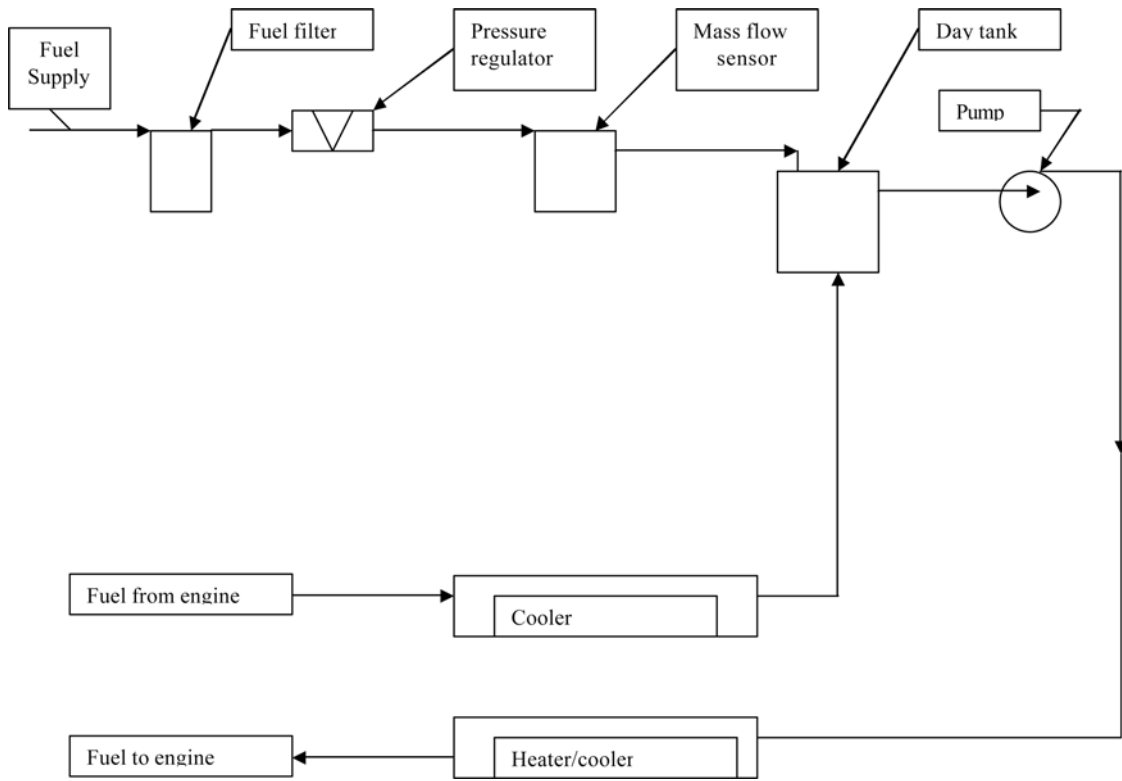 Fuel
Supply
Fuel filter
Pressure
regulator
Mass flow
sensor
Day tank
Pump
Fuel from engine
Cooler
Fuel to engine
Heater/cooler